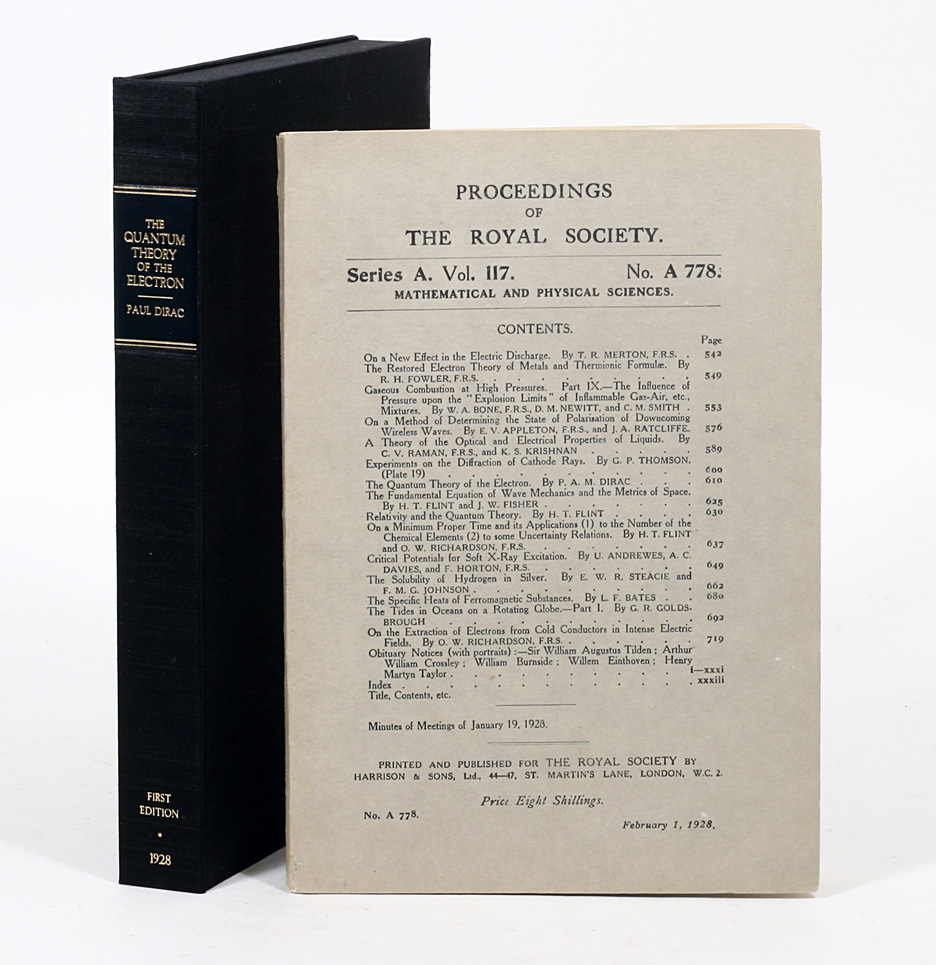 THE
QUANTUM
THEORY
OF THE
ELECTRON
PAUL DIRAC
FIRST
EDITION
1928
PROCEEDINGS
OF
THE ROYAL SOCIETY.
Series A. Vol. 117. No. A 778.
MATHEMATICAL AND PHYSICAL SCIENCES.
CONTENTS.
Page
On a New Effect in the Electric Discharge. By T. R. MERTON, F.R.S. . 542
The Restored Electron Theory of Metals and Thermionic Formulæ. By
R. H. FOWLER, F.R.S. . . . . . . . . 549
Gaseous Combustion at High Pressures. Part IX.—The Influence of
Pressure upon the "Explosion Limits" of Inflammable Gas-Air, etc.,
Mixtures. By W. A. BONE, F.R.S., D. M. NEWITT, and C. M. SMITH . 553
On a Method of Determining the State of Polarisation of Downcoming
Wireless Waves. By E. V. APPLETON, F.R.S., and J. A. RATCLIFFE. 576
A Theory of the Optical and Electrical Properties of Liquids. By
C. V. RAMAN, F.R.S., and K. S. KRISHNAN . . . . . 589
Experiments on the Diffraction of Cathode Rays. By G. P. THOMSON.
(Plate 19) . . . . . . . . . . 600
The Quantum Theory of the Electron. By P. A. M. DIRAC . . . 610
The Fundamental Equation of Wave Mechanics and the Metrics of Space.
By H. T. FLINT and J. W. FISHER . . . . . . . 625
Relativity and the Quantum Theory. By H. T. FLINT . . . . 630
On a Minimum Proper Time and its Applications (1) to the Number of the
Chemical Elements (2) to some Uncertainty Relations. By H. T. FLINT
and O. W. RICHARDSON, F.R.S. . . . . . . . 637
Critical Potentials for Soft X-Ray Excitation. By U. ANDREWES, A. C.
DAVIES, and F. HORTON, F.R.S. . . . . . . . 649
The Solubility of Hydrogen in Silver. By E. W. R. STEACIE and
F. M. G. JOHNSON . . . . . . . . . 662
The Specific Heats of Ferromagnetic Substances. By L. F. BATES . . 680
The Tides in Oceans on a Rotating Globe.—Part I. By G. R. GOLDS-
BROUGH . . . . . . . . . . 692
On the Extraction of Electrons from Cold Conductors in Intense Electric
Fields. By O. W. RICHARDSON, F.R.S. . . . . . 719
Obituary Notices (with portraits) :—Sir William Augustus Tilden ; Arthur
William Crossley ; William Burnside ; Willem Einthoven ; Henry
Martyn Taylor . . . . . . . . . i—xxxi
Index . . . . . . . . . . . xxxiii
Title, Contents, etc.
Minutes of Meetings of January 19, 1928.
PRINTED AND PUBLISHED FOR THE ROYAL SOCIETY BY
HARRISON & SONS, Ltd., 44—47, ST. MARTIN'S LANE, LONDON, W.C. 2.
Price Eight Shillings.
No. A 778.
February 1, 1928.